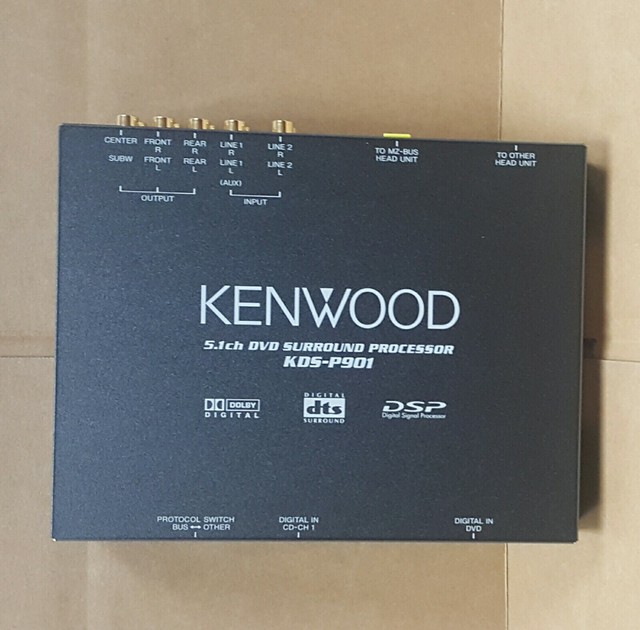 CENTER FRONT R REAR R LINE 1 R LINE 2 R
SUBW FRONT L REAR L LINE 1 L LINE 2 L
(AUX)
OUTPUT INPUT
TO MZ-BUS
HEAD UNIT
TO OTHER
HEAD UNIT
KENWOOD
5.1ch DVD SURROUND PROCESSOR
KDS-P901
DOLBY
DIGITAL
DIGITAL
dts
SURROUND
DSP
Digital Signal Processor
PROTOCOL SWITCH
BUS ↔ OTHER
DIGITAL IN
CD-CH 1
DIGITAL IN
DVD